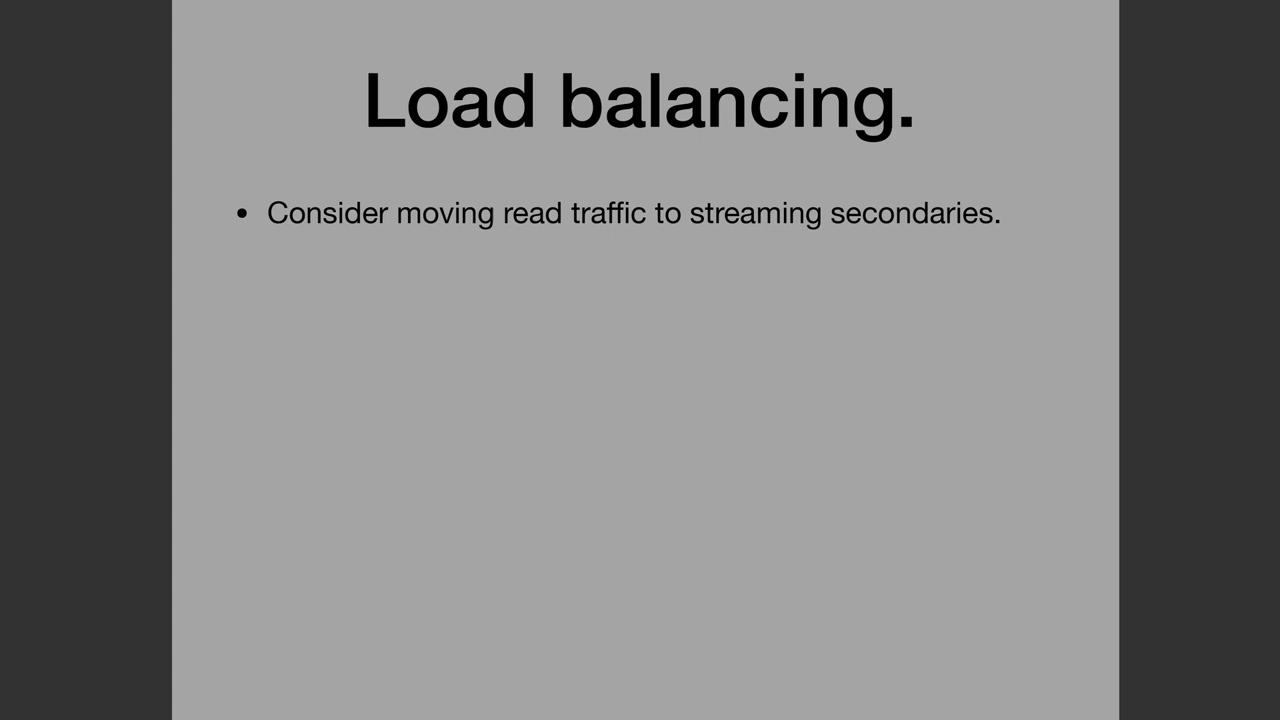 Load balancing.
• Consider moving read traffic to streaming secondaries.